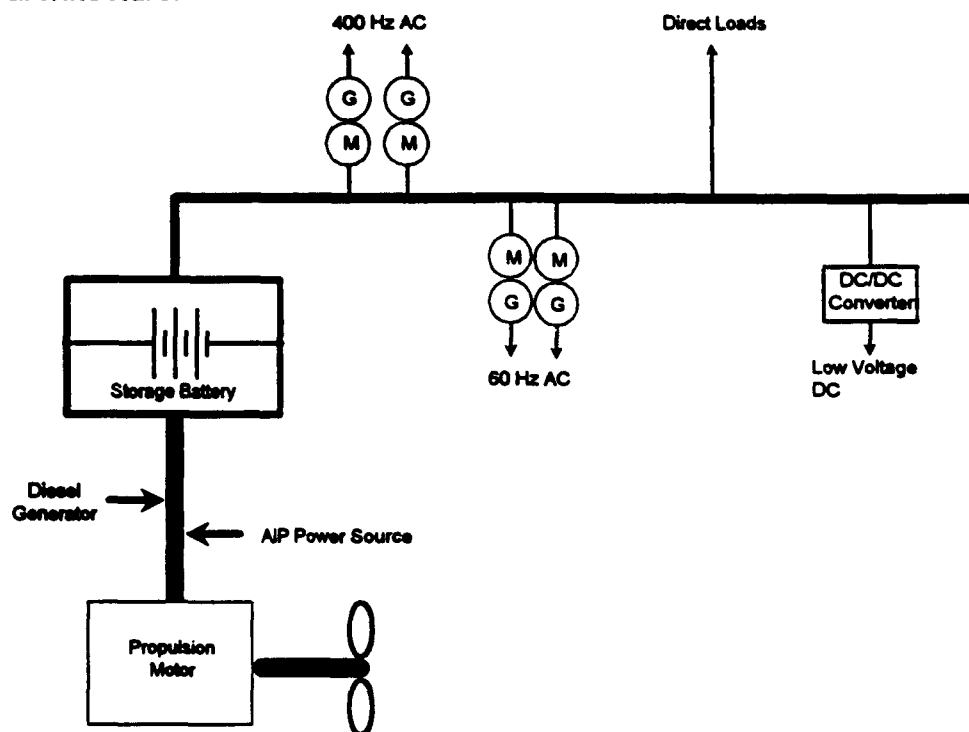 400 Hz AC
Direct Loads
G G
M M
M M
G G
60 Hz AC
DC/DC
Converter
Low Voltage
DC
Storage Battery
Diesel
Generator
AIP Power Source
Propulsion
Motor